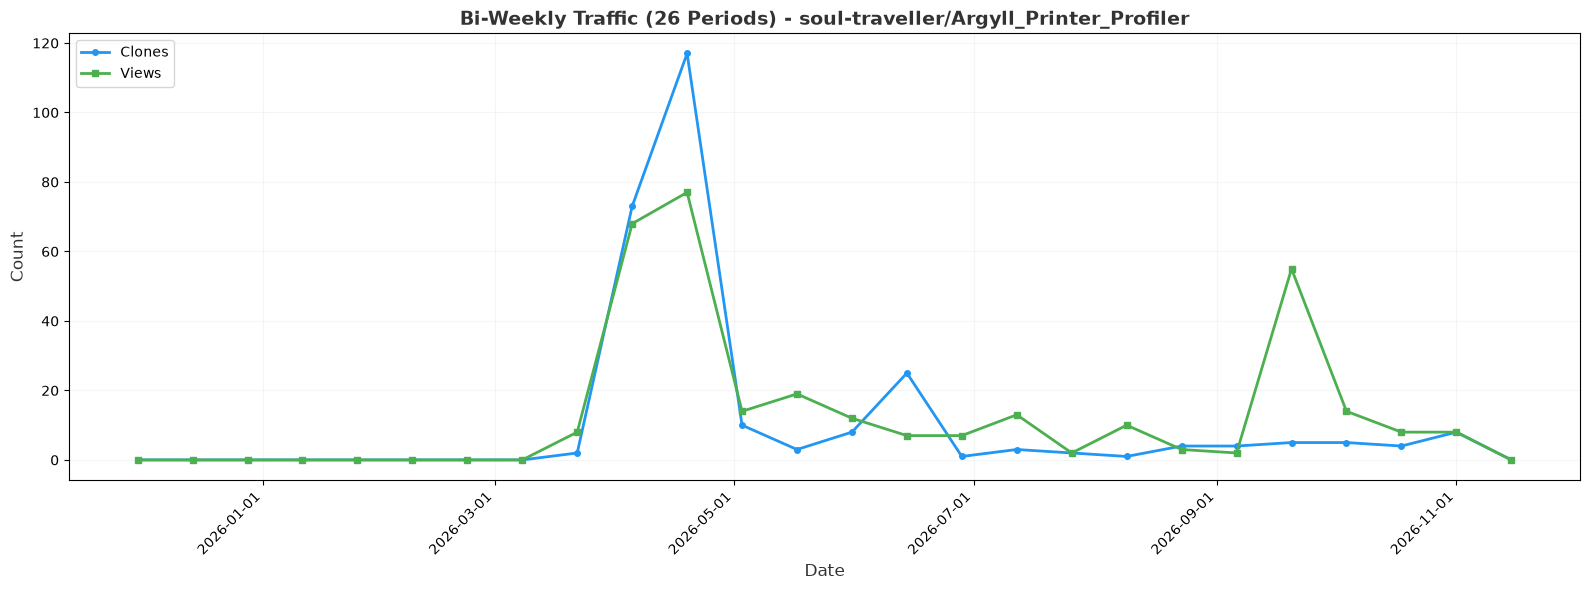 Bi-Weekly Traffic (26 Periods) - soul-traveller/Argyll_Printer_Profiler
Clones
Views
120
100
80
60
40
20
0
Count
2026-01-01
2026-03-01
2026-05-01
2026-07-01
2026-09-01
2026-11-01
Date